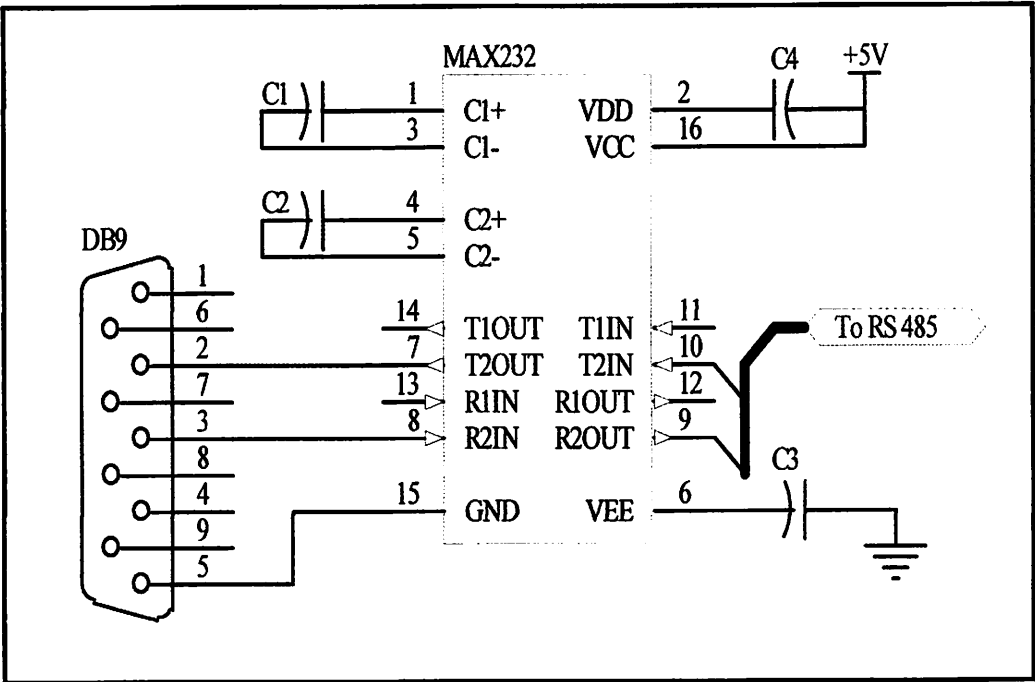 MAX232
C4
+5V
C1
1
C1+
VDD
2
3
C1-
VCC
16
C2
4
C2+
5
C2-
DB9
1
6
14
T1OUT
T1IN
11
To RS 485
2
7
T2OUT
T2IN
10
7
13
R1IN
R1OUT
12
3
8
R2IN
R2OUT
9
8
C3
4
15
GND
VEE
6
9
5